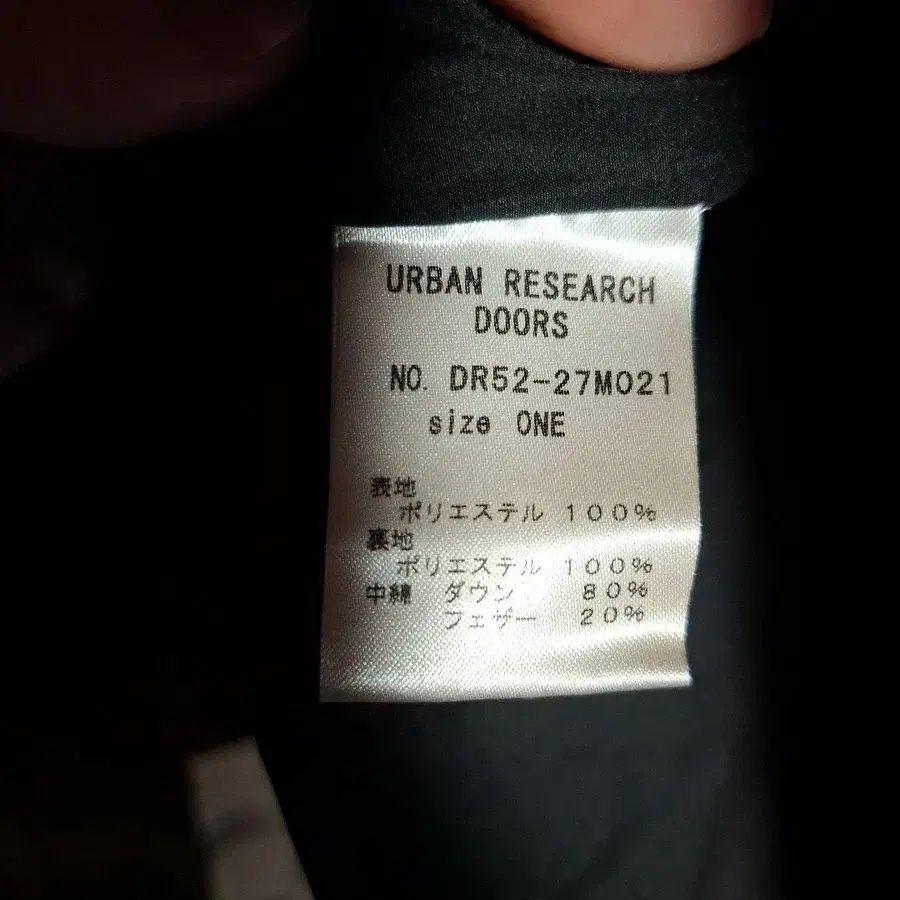 URBAN RESEARCH
DOORS
NO. DR52-27M021
size ONE
表地
ポリエステル 100%
裏地
ポリエステル 100%
中綿 ダウン 80%
フェザー 20%